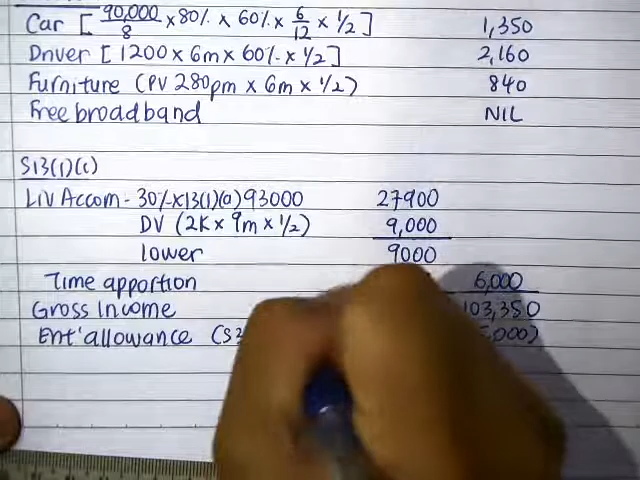 Car [ 90,000/8 x 80% x 60% x 6/12 x 1/2 ] 1,350
Driver [ 1200 x 6m x 60% x 1/2 ] 2,160
Furniture (PV 280pm x 6m x 1/2) 840
Free broadband NIL
S13(1)(c)
Liv Accom - 30% x 13(1)(a) 93000 27900
DV (2K x 9m x 1/2) 9,000
lower 9000
Time apportion 6,000
Gross Income 103,350
Ent' allowance ,000)